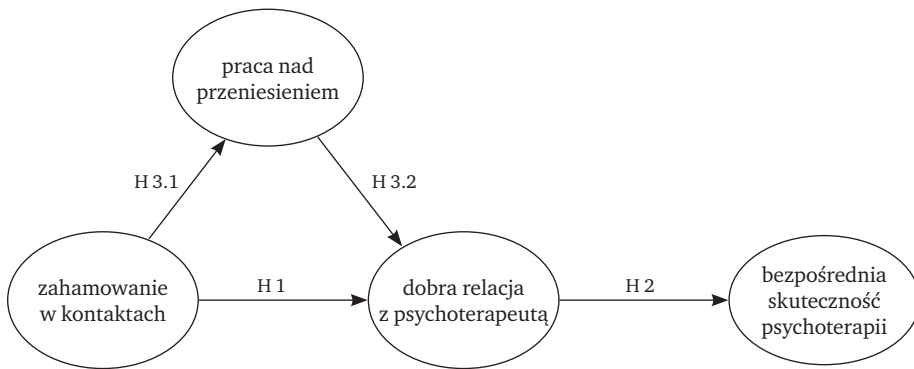 praca nad
przeniesieniem
H 3.1
H 3.2
zahamowanie
w kontaktach
H 1
dobra relacja
z psychoterapeutą
H 2
bezpośrednia
skuteczność
psychoterapii